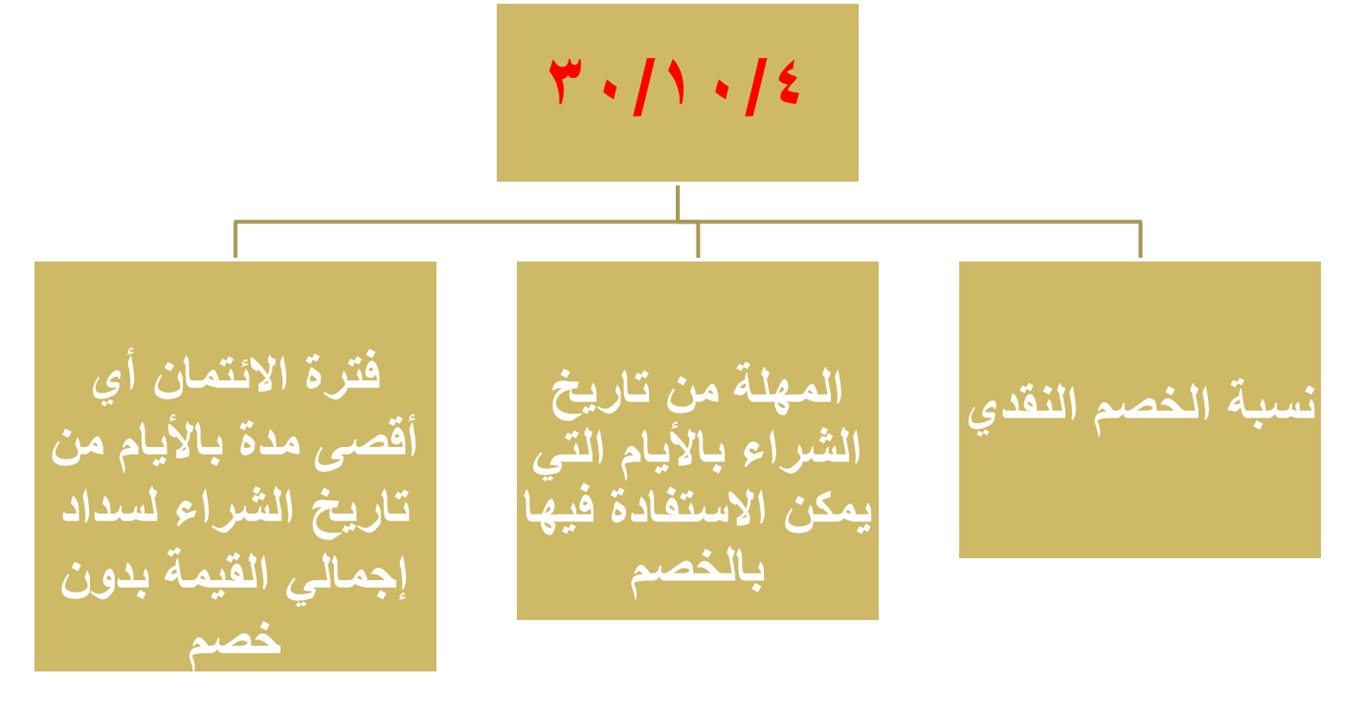 ٣٠/١٠/٤
نسبة الخصم النقدي
المهلة من تاريخ
الشراء بالأيام التي
يمكن الاستفادة فيها
بالخصم
فترة الائتمان أي
أقصى مدة بالأيام من
تاريخ الشراء لسداد
إجمالي القيمة بدون
خصم